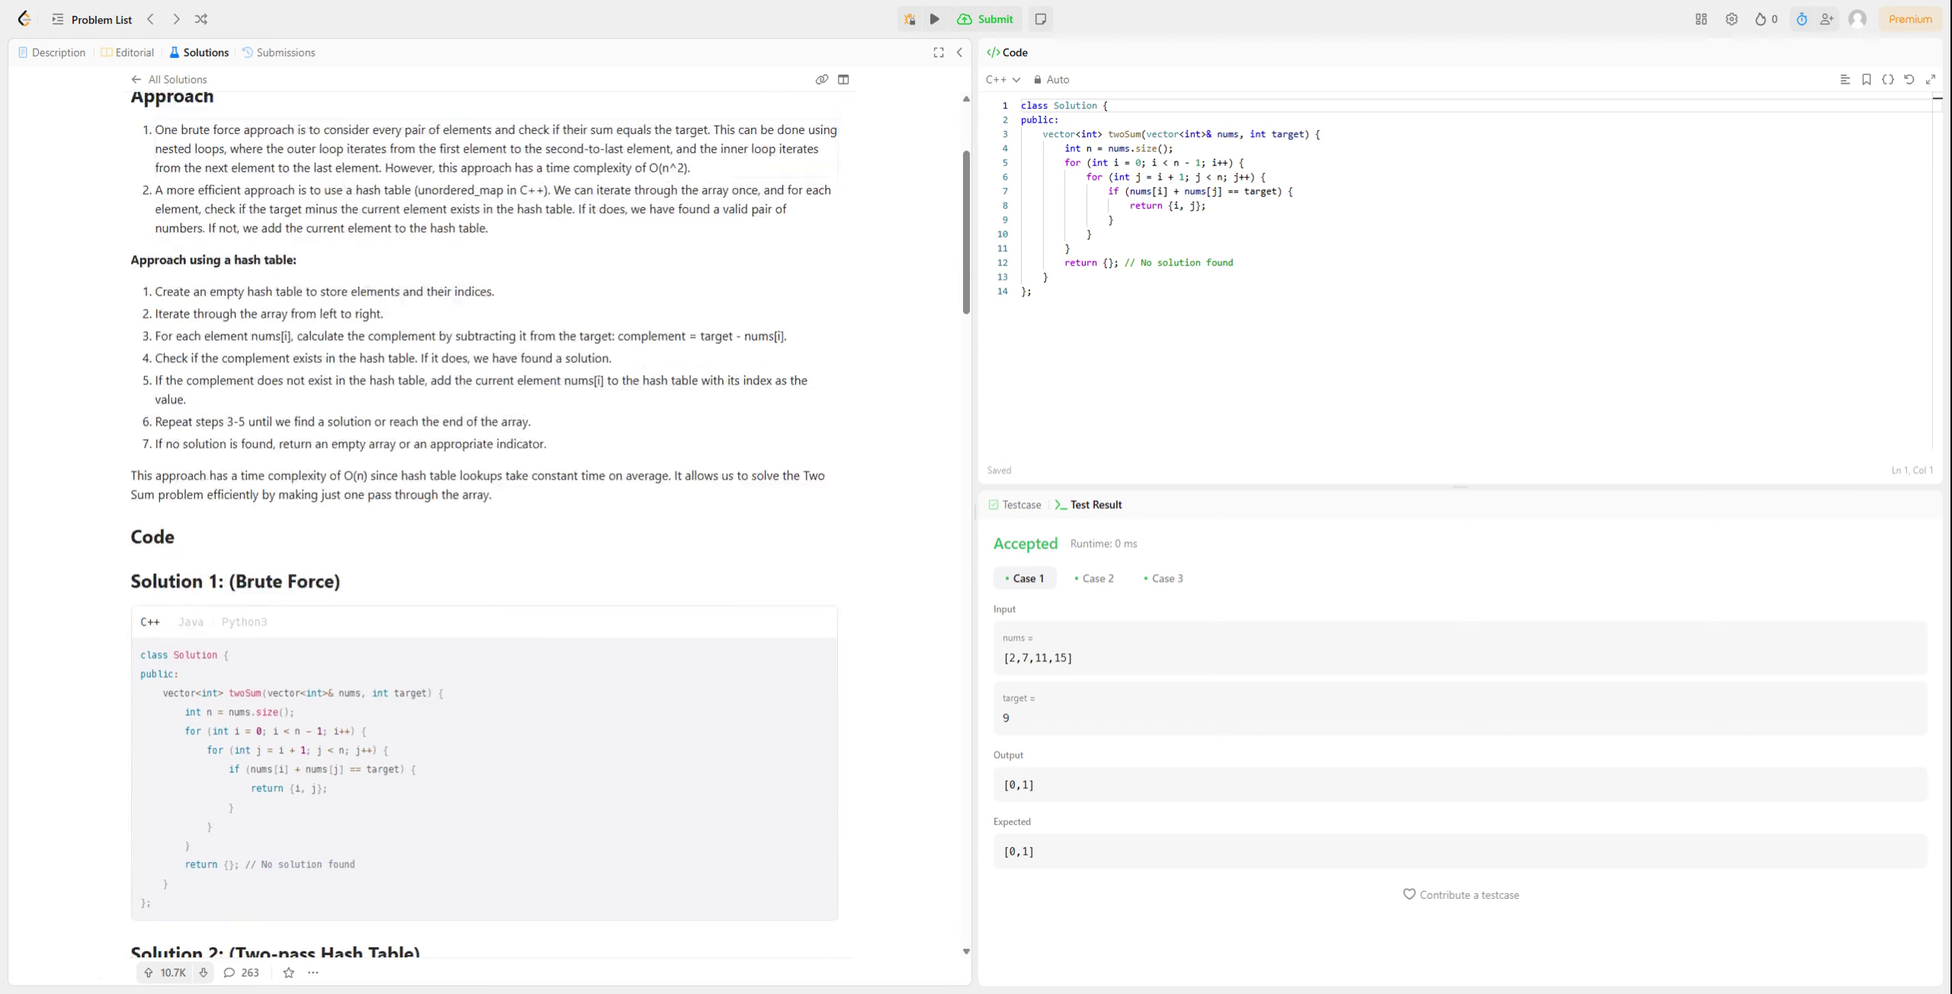 Problem List
Submit
0
Premium
Description
Editorial
Solutions
Submissions
All Solutions
Approach
1. One brute force approach is to consider every pair of elements and check if their sum equals the target. This can be done using
nested loops, where the outer loop iterates from the first element to the second-to-last element, and the inner loop iterates
from the next element to the last element. However, this approach has a time complexity of O(n^2).
2. A more efficient approach is to use a hash table (unordered_map in C++). We can iterate through the array once, and for each
element, check if the target minus the current element exists in the hash table. If it does, we have found a valid pair of
numbers. If not, we add the current element to the hash table.
Approach using a hash table:
1. Create an empty hash table to store elements and their indices.
2. Iterate through the array from left to right.
3. For each element nums[i], calculate the complement by subtracting it from the target: complement = target - nums[i].
4. Check if the complement exists in the hash table. If it does, we have found a solution.
5. If the complement does not exist in the hash table, add the current element nums[i] to the hash table with its index as the
value.
6. Repeat steps 3-5 until we find a solution or reach the end of the array.
7. If no solution is found, return an empty array or an appropriate indicator.
This approach has a time complexity of O(n) since hash table lookups take constant time on average. It allows us to solve the Two
Sum problem efficiently by making just one pass through the array.
Code
Solution 1: (Brute Force)
C++ Java Python3
class Solution {
public:
    vector<int> twoSum(vector<int>& nums, int target) {
        int n = nums.size();
        for (int i = 0; i < n - 1; i++) {
            for (int j = i + 1; j < n; j++) {
                if (nums[i] + nums[j] == target) {
                    return {i, j};
                }
            }
        }
        return {}; // No solution found
    }
};
Solution 2: (Two-pass Hash Table)
10.7K
263
</> Code
C++
Auto
1 class Solution {
2 public:
3     vector<int> twoSum(vector<int>& nums, int target) {
4         int n = nums.size();
5         for (int i = 0; i < n - 1; i++) {
6             for (int j = i + 1; j < n; j++) {
7                 if (nums[i] + nums[j] == target) {
8                     return {i, j};
9                 }
10             }
11         }
12         return {}; // No solution found
13     }
14 };
Saved
Ln 1, Col 1
Testcase
Test Result
Accepted Runtime: 0 ms
Case 1
Case 2
Case 3
Input
nums =
[2,7,11,15]
target =
9
Output
[0,1]
Expected
[0,1]
Contribute a testcase